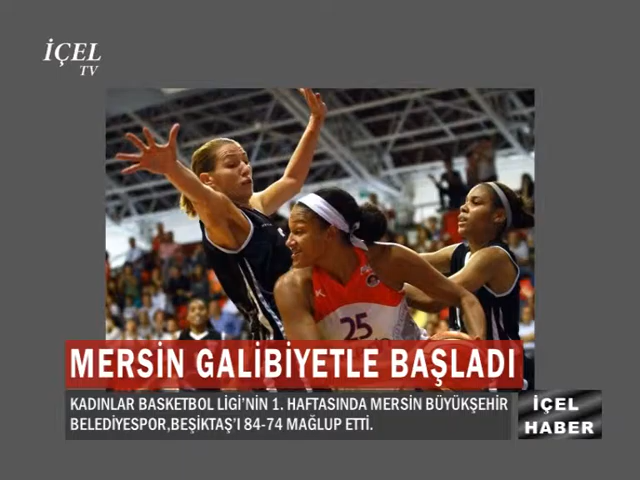 İÇEL
TV
25
MERSİN GALİBİYETLE BAŞLADI
KADINLAR BASKETBOL LİGİ'NİN 1. HAFTASINDA MERSİN BÜYÜKŞEHİR
BELEDİYESPOR,BEŞİKTAŞ'I 84-74 MAĞLUP ETTİ.
İÇEL
HABER